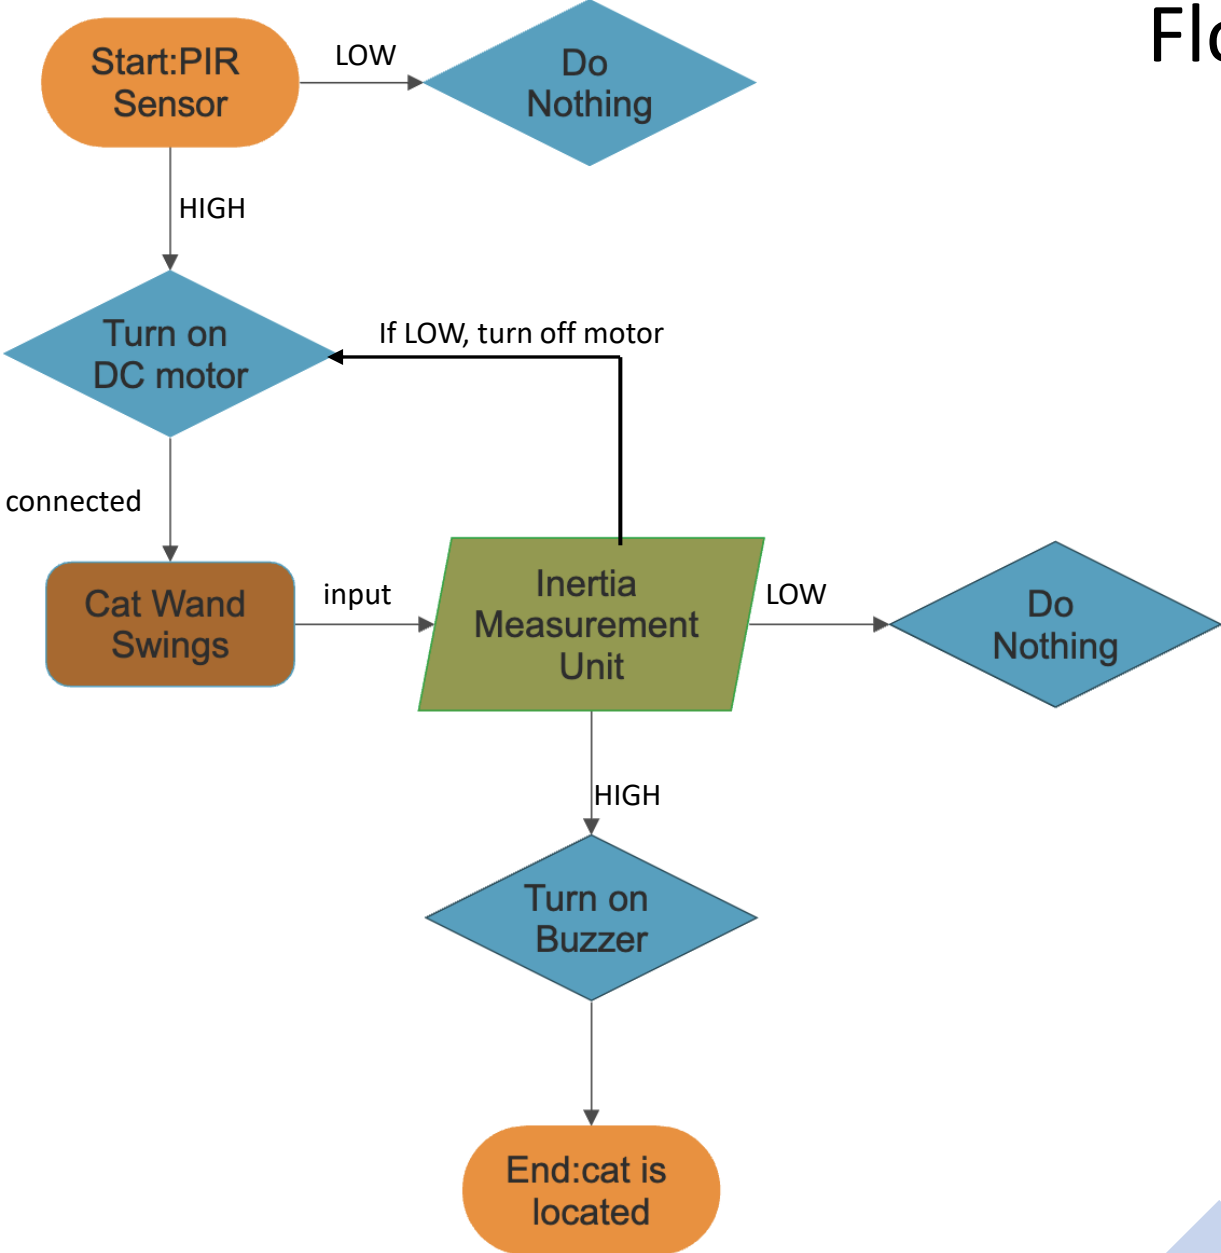 Flo
Start:PIR
Sensor
LOW
Do
Nothing
HIGH
Turn on
DC motor
If LOW, turn off motor
connected
Cat Wand
Swings
input
Inertia
Measurement
Unit
LOW
Do
Nothing
HIGH
Turn on
Buzzer
End:cat is
located